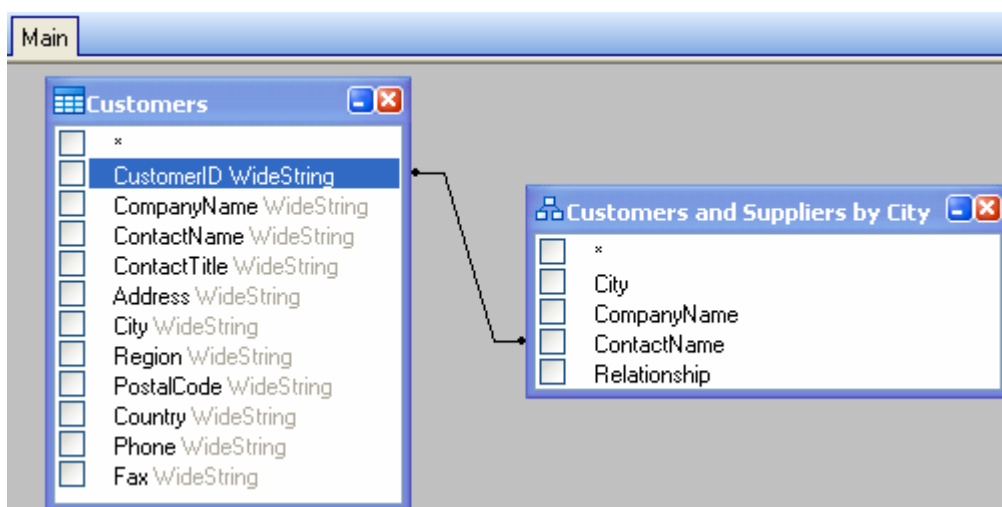 Main
Customers
*
CustomerID WideString
CompanyName WideString
ContactName WideString
ContactTitle WideString
Address WideString
City WideString
Region WideString
PostalCode WideString
Country WideString
Phone WideString
Fax WideString
Customers and Suppliers by City
*
City
CompanyName
ContactName
Relationship